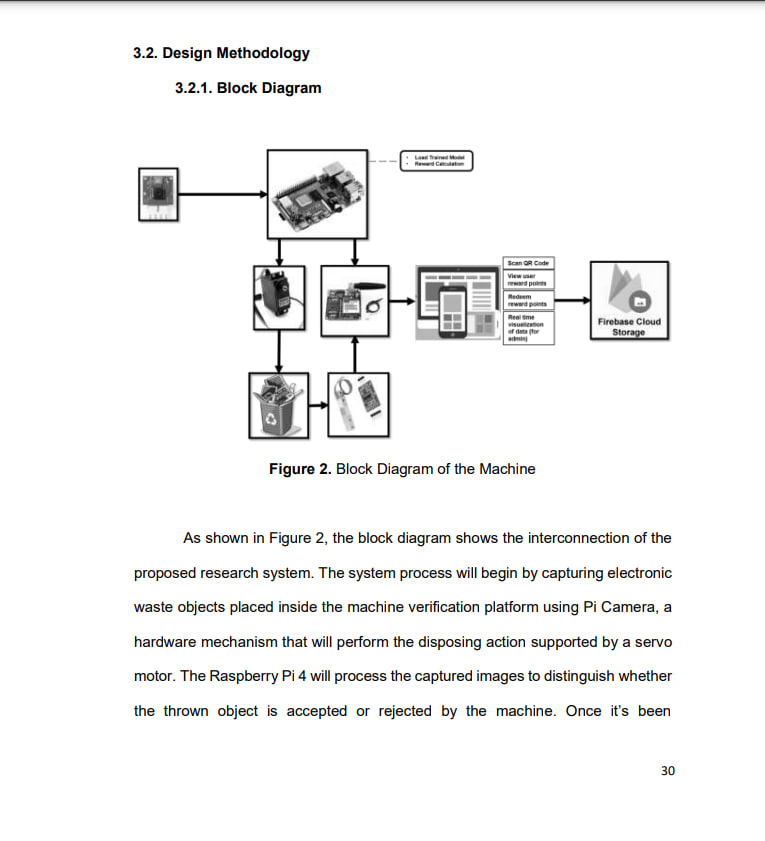 3.2. Design Methodology
3.2.1. Block Diagram
Load Trained Model
Reward Calculation
Scan QR Code
View user
reward points
Redeem
reward points
Real time
visualization
of data (for
admin)
Firebase Cloud
Storage
Figure 2. Block Diagram of the Machine
As shown in Figure 2, the block diagram shows the interconnection of the
proposed research system. The system process will begin by capturing electronic
waste objects placed inside the machine verification platform using Pi Camera, a
hardware mechanism that will perform the disposing action supported by a servo
motor. The Raspberry Pi 4 will process the captured images to distinguish whether
the thrown object is accepted or rejected by the machine. Once it’s been
30